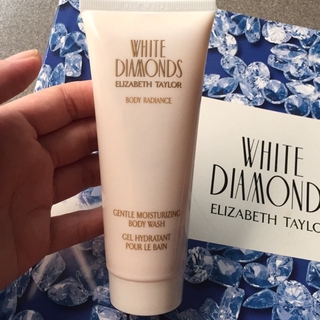 WHITE
DIAMONDS
ELIZABETH TAYLOR
BODY RADIANCE
GENTLE MOISTURIZING
BODY WASH
GEL HYDRATANT
POUR LE BAIN
WHITE
DIAMONDS
ELIZABETH TAYLOR